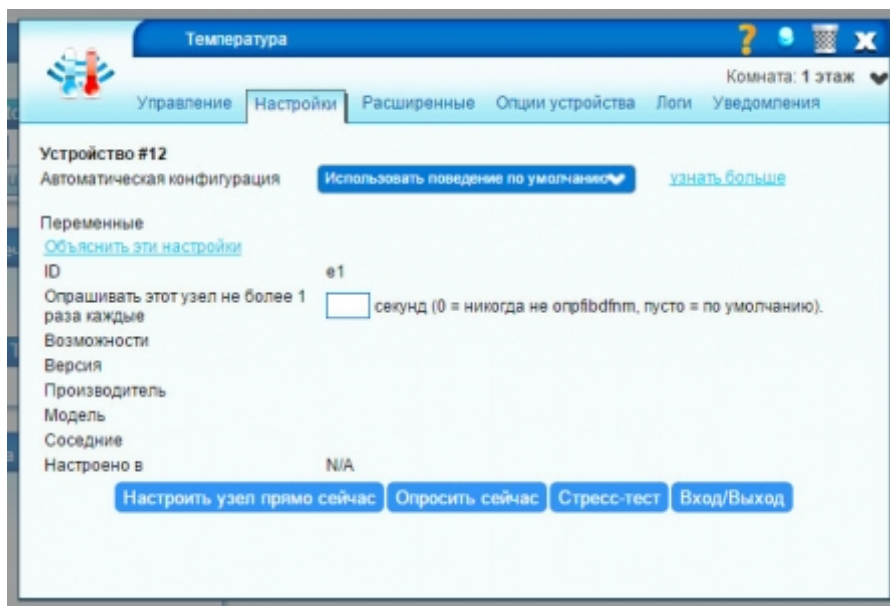 Температура
Комната: 1 этаж
Управление Настройки Расширенные Опции устройства Логи Уведомления
Устройство #12
Автоматическая конфигурация Использовать поведение по умолчанию узнать больше
Переменные
Объяснить эти настройки
ID e1
Опрашивать этот узел не более 1
раза каждые секунд (0 = никогда не опрfibdfnm, пусто = по умолчанию).
Возможности
Версия
Производитель
Модель
Соседние
Настроено в N/A
Настроить узел прямо сейчас Опросить сейчас Стресс-тест Вход/Выход